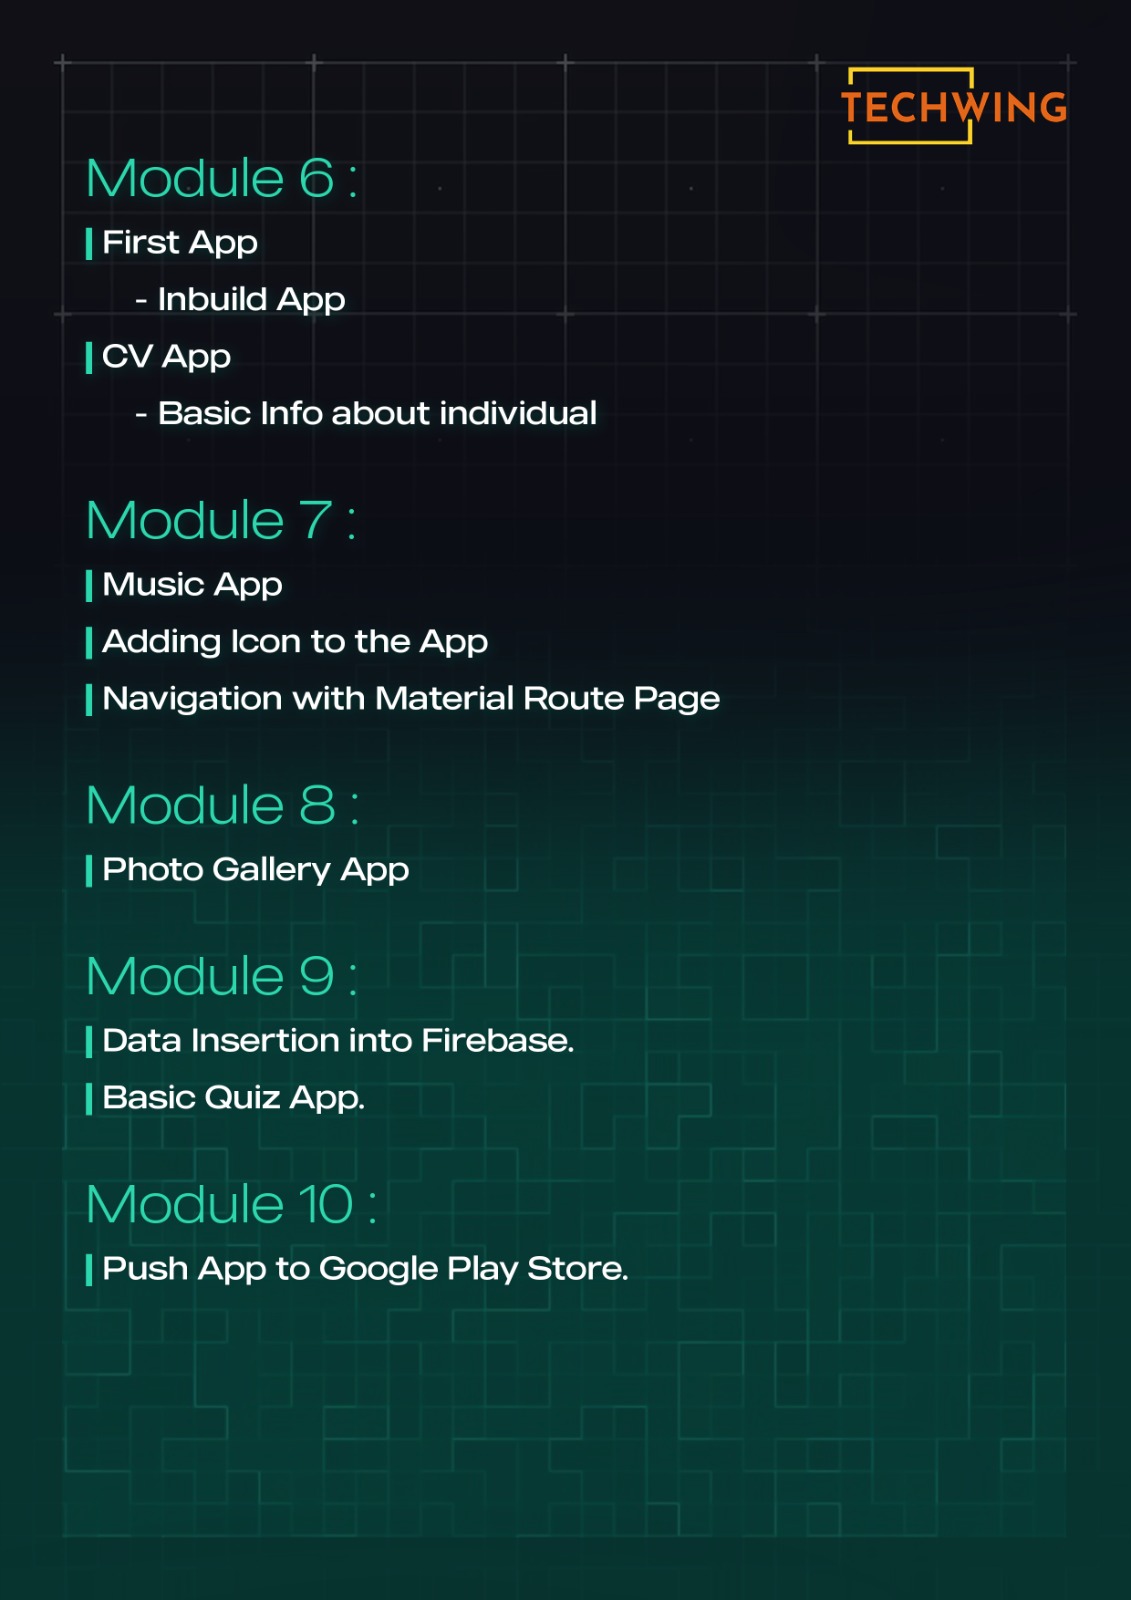 TECHWING
Module 6 :
First App
- Inbuild App
CV App
- Basic Info about individual
Module 7 :
Music App
Adding Icon to the App
Navigation with Material Route Page
Module 8 :
Photo Gallery App
Module 9 :
Data Insertion into Firebase.
Basic Quiz App.
Module 10 :
Push App to Google Play Store.